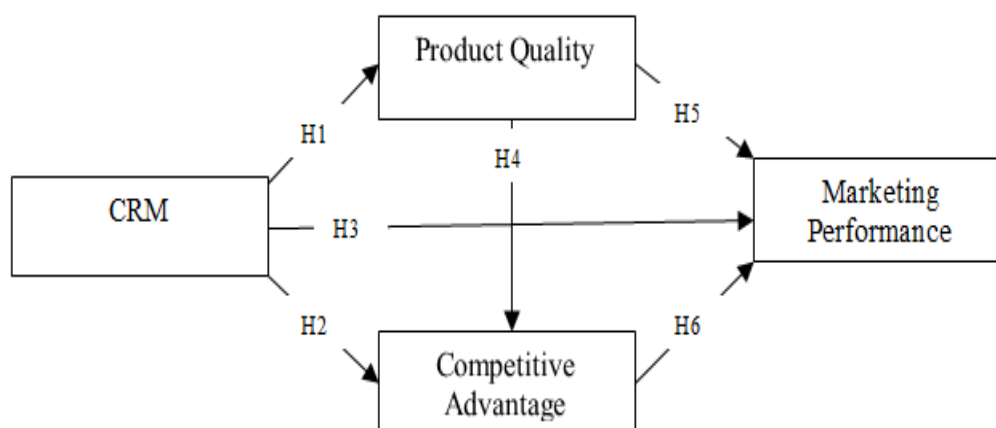 Product Quality
H1
H5
H4
CRM
Marketing
Performance
H3
H2
H6
Competitive
Advantage